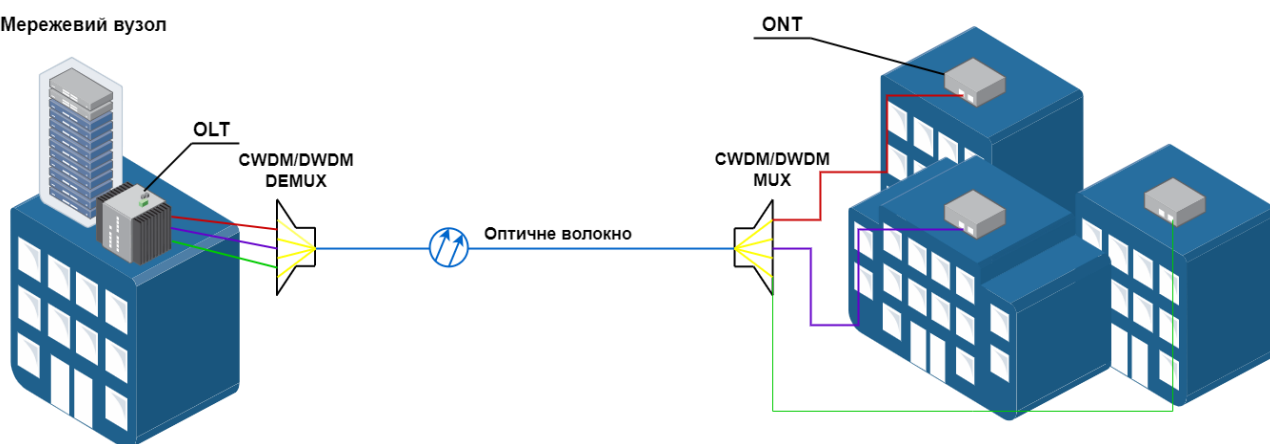 Мережевий вузол
ONT
OLT
CWDM/DWDM
DEMUX
CWDM/DWDM
MUX
Оптичне волокно